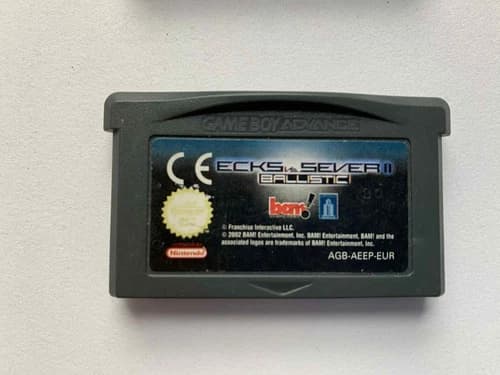 GAME BOY ADVANCE
CE
ECKS vs. SEVER II
BALLISTIC
bam!
© Franchise Interactive LLC.
© 2002 BAM! Entertainment, Inc. BAM! Entertainment, BAM! and the
associated logos are trademarks of BAM! Entertainment, Inc.
Nintendo
AGB-AEEP-EUR